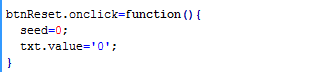 btnReset.onclick=function(){
  seed=0;
  txt.value='0';
}